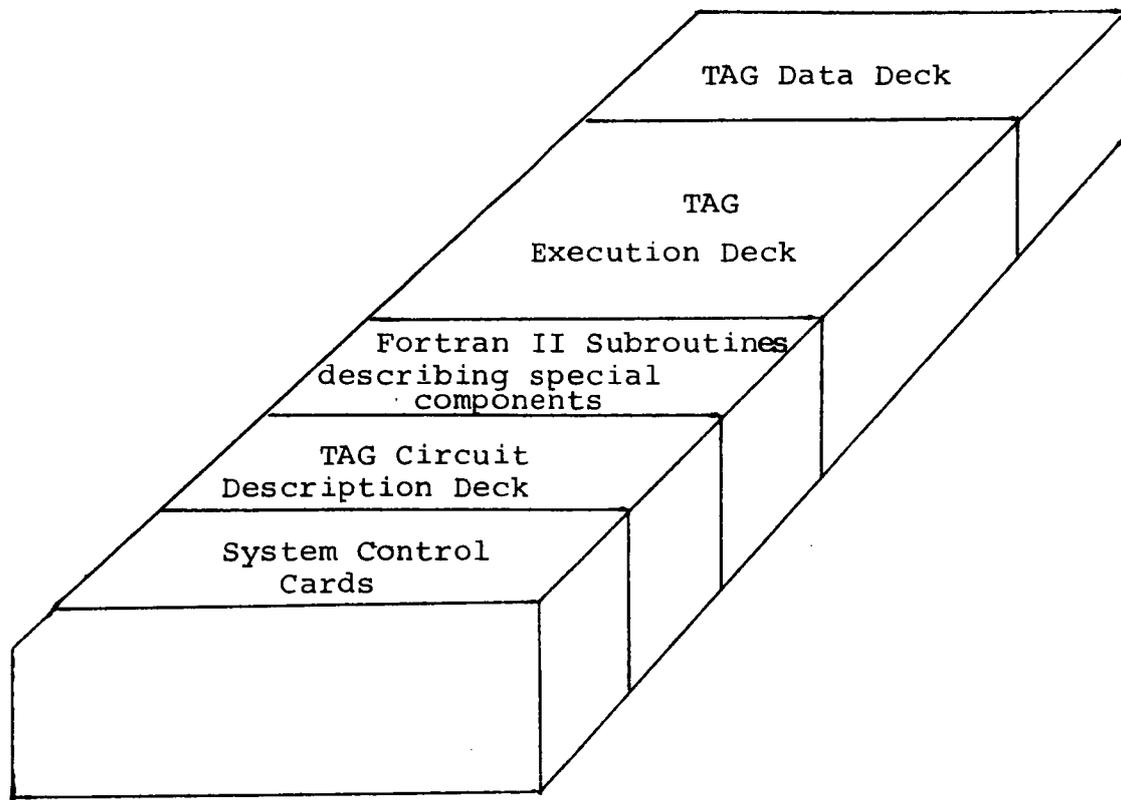 TAG Data Deck
TAG
Execution Deck
Fortran II Subroutines
describing special
components
TAG Circuit
Description Deck
System Control
Cards